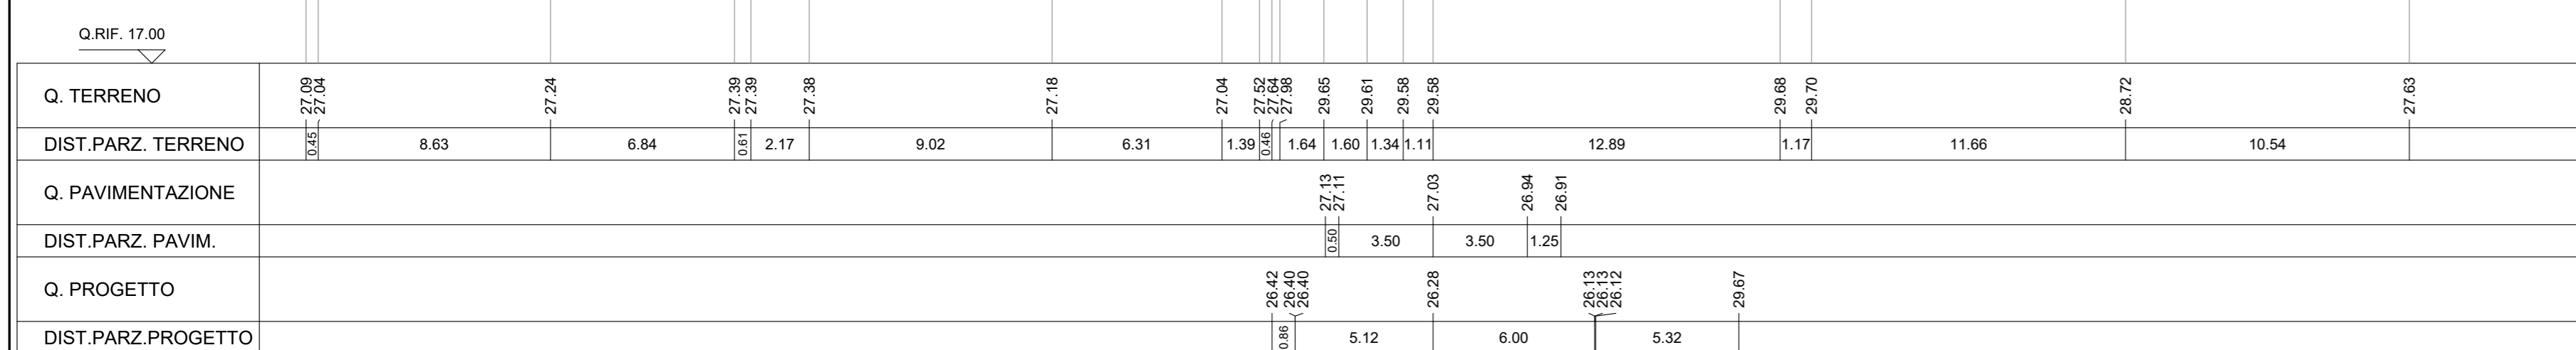 Q.RIF. 17.00
Q. TERRENO 27.09 27.04 27.24 27.39 27.39 27.38 27.18 27.04 27.52 27.64 27.98 29.65 29.61 29.58 29.58 29.68 29.70 28.72 27.63
DIST.PARZ. TERRENO 0.45 8.63 6.84 0.61 2.17 9.02 6.31 1.39 0.46 1.64 1.60 1.34 1.11 12.89 1.17 11.66 10.54
Q. PAVIMENTAZIONE 27.13 27.11 27.03 26.94 26.91
DIST.PARZ. PAVIM. 0.50 3.50 3.50 1.25
Q. PROGETTO 26.42 26.40 26.40 26.28 26.13 26.13 26.12 29.67
DIST.PARZ.PROGETTO 0.86 5.12 6.00 5.32